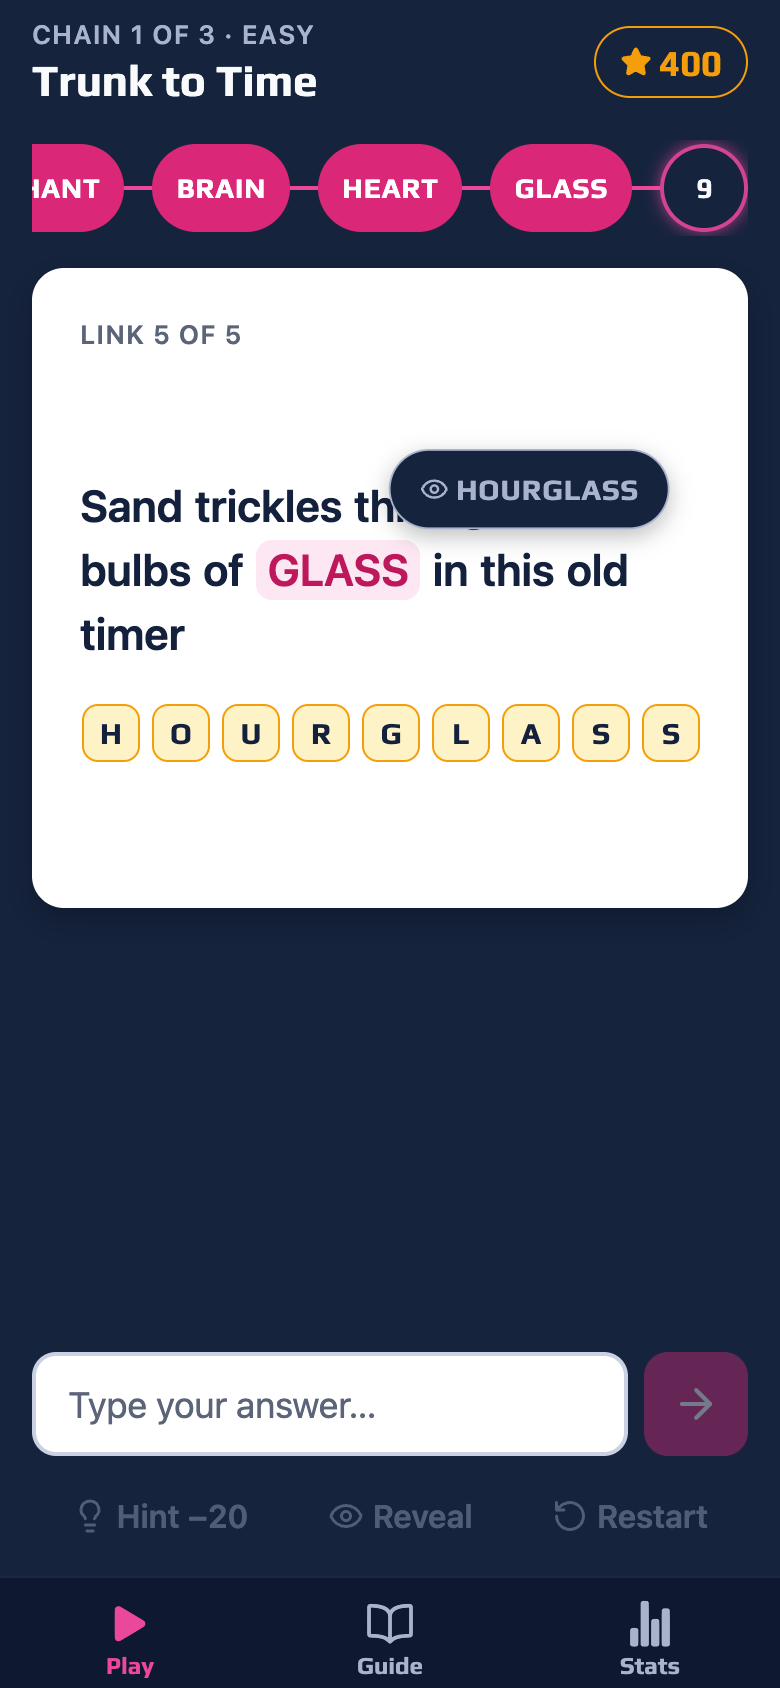 CHAIN 1 OF 3 · EASY
Trunk to Time
400
HANT BRAIN HEART GLASS 9
LINK 5 OF 5
HOURGLASS
Sand trickles
bulbs of GLASS in this old
timer
H O U R G L A S S
Type your answer...
Hint –20 Reveal Restart
Play Guide Stats